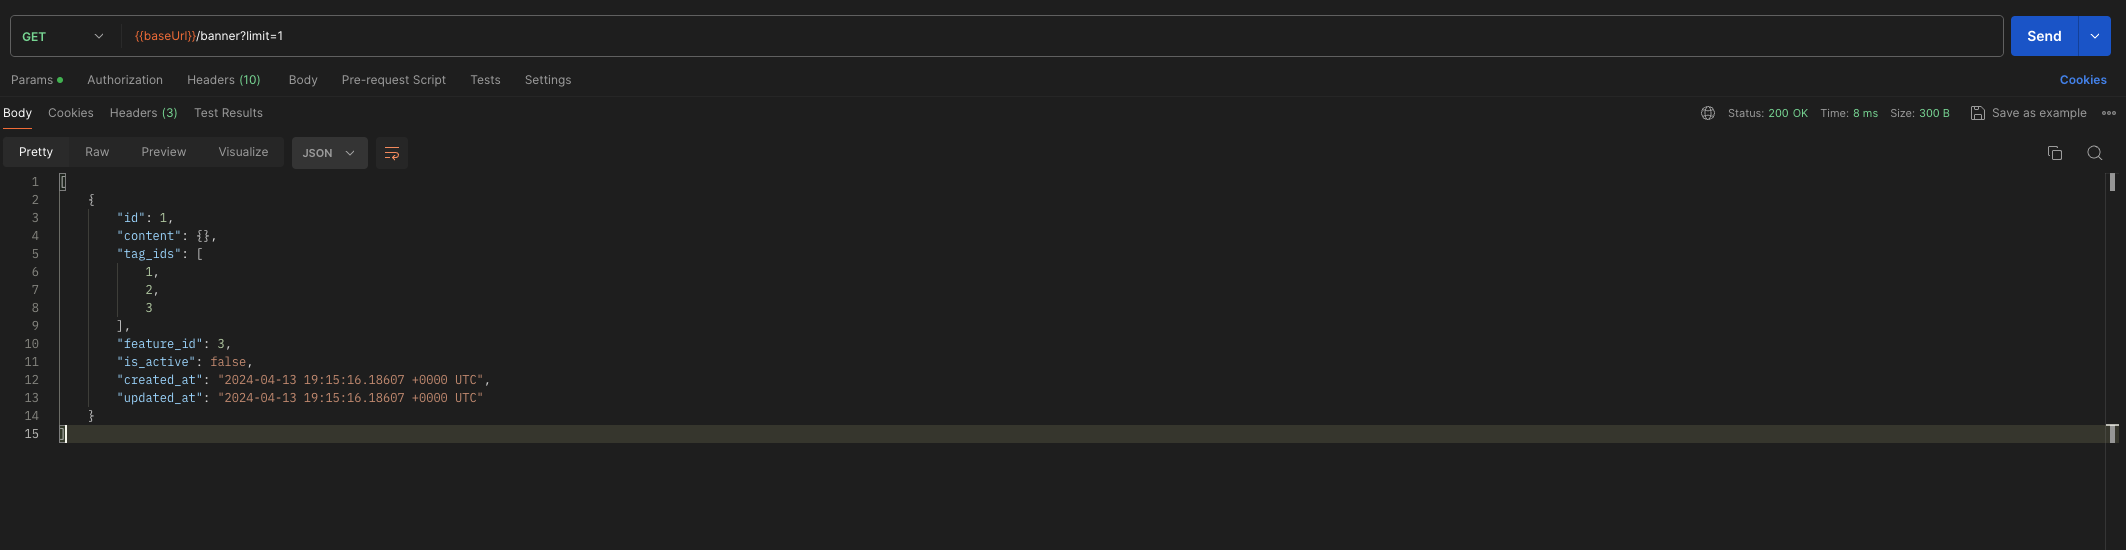 GET {{baseUrl}}/banner?limit=1 Send
Params Authorization Headers (10) Body Pre-request Script Tests Settings Cookies
Body Cookies Headers (3) Test Results Status: 200 OK Time: 8 ms Size: 300 B Save as example
Pretty Raw Preview Visualize JSON
1 [
2 {
3 "id": 1,
4 "content": {},
5 "tag_ids": [
6 1,
7 2,
8 3
9 ],
10 "feature_id": 3,
11 "is_active": false,
12 "created_at": "2024-04-13 19:15:16.18607 +0000 UTC",
13 "updated_at": "2024-04-13 19:15:16.18607 +0000 UTC"
14 }
15 ]